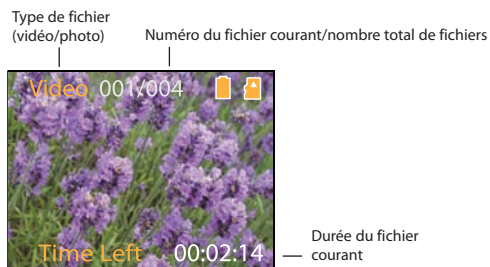 Type de fichier
(vidéo/photo)
Numéro du fichier courant/nombre total de fichiers
Video 001/004
Time Left 00:02:14
Durée du fichier
courant